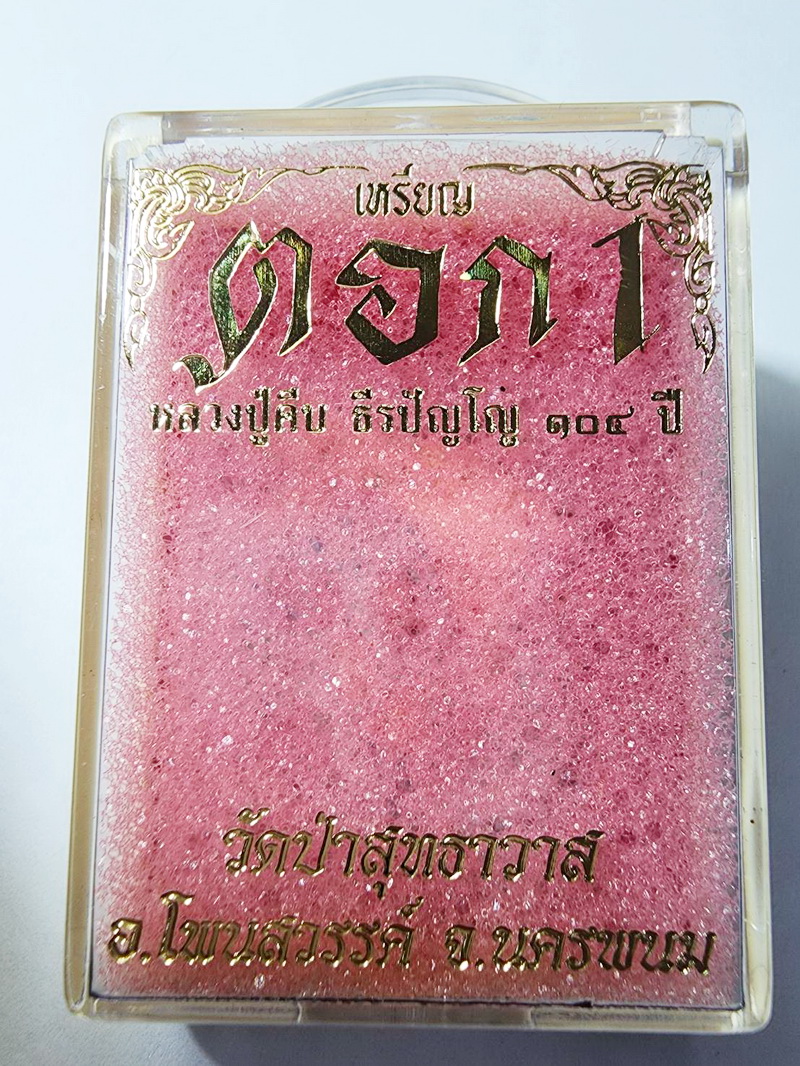 เหรียญ
ตอก 1
หลวงปู่คีบ ธีรปัญโญ ๑๐๔ ปี
วัดป่าสุทธาวาส
อ.โพนสวรรค์ จ.นครพนม